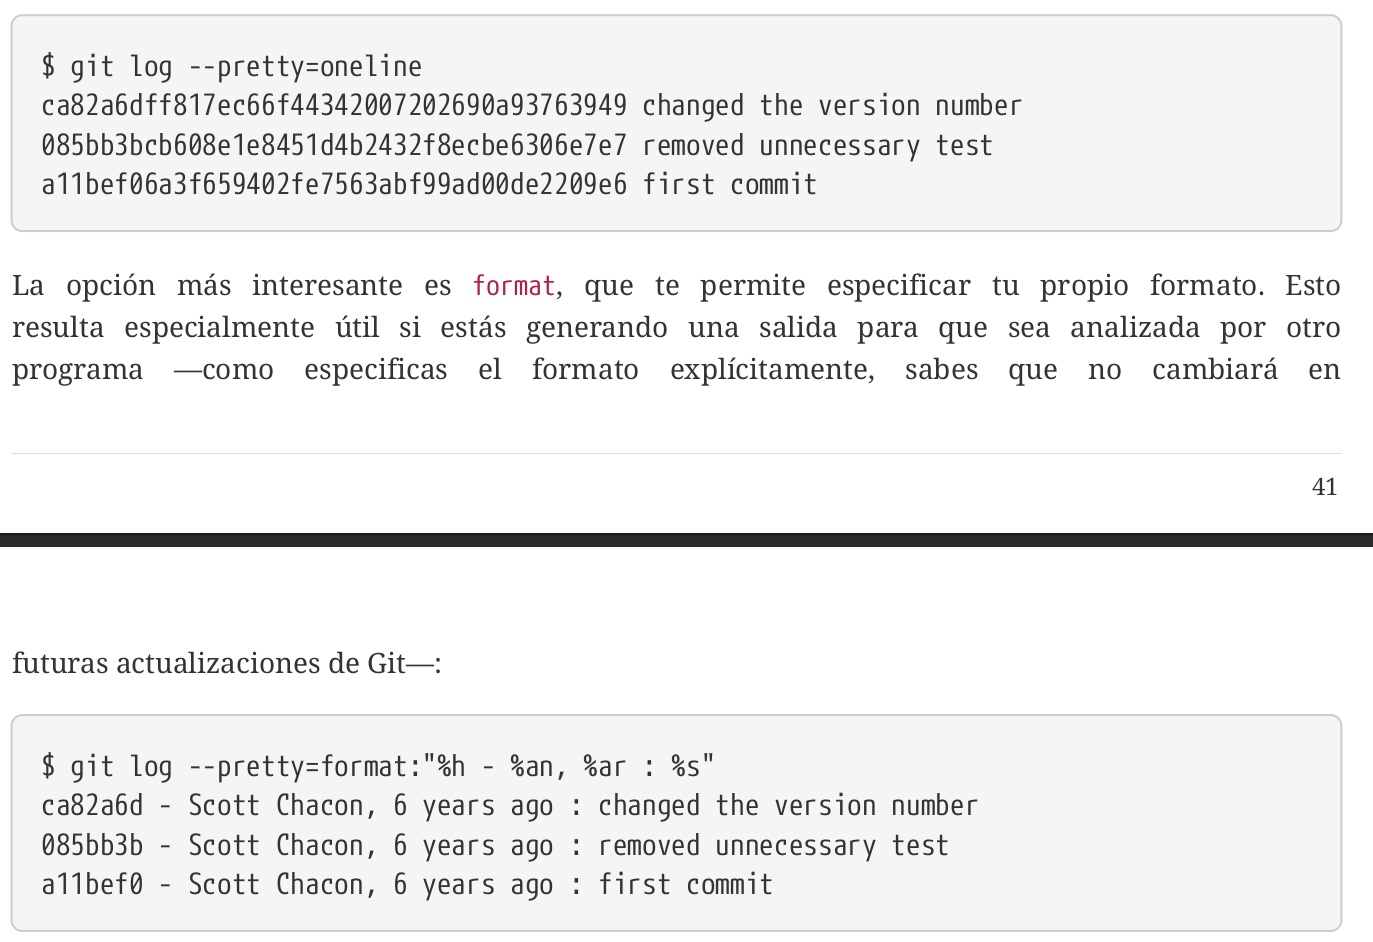 $ git log --pretty=oneline
ca82a6dff817ec66f44342007202690a93763949 changed the version number
085bb3bcb608e1e8451d4b2432f8ecbe6306e7e7 removed unnecessary test
a11bef06a3f659402fe7563abf99ad00de2209e6 first commit
La opción más interesante es format, que te permite especificar tu propio formato. Esto
resulta especialmente útil si estás generando una salida para que sea analizada por otro
programa —como especificas el formato explícitamente, sabes que no cambiará en
41
futuras actualizaciones de Git—:
$ git log --pretty=format:"%h - %an, %ar : %s"
ca82a6d - Scott Chacon, 6 years ago : changed the version number
085bb3b - Scott Chacon, 6 years ago : removed unnecessary test
a11bef0 - Scott Chacon, 6 years ago : first commit